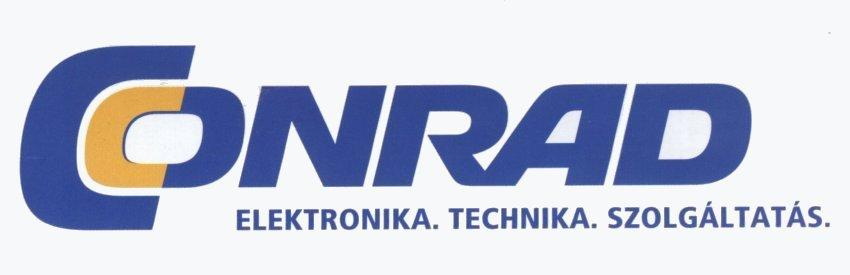 CONRAD
ELEKTRONIKA. TECHNIKA. SZOLGÁLTATÁS.